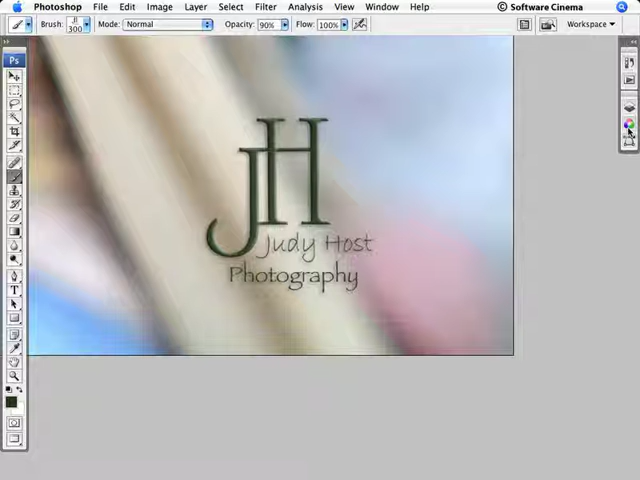 Photoshop File Edit Image Layer Select Filter Analysis View Window Help © Software Cinema
Brush: 300 Mode: Normal Opacity: 90% Flow: 100% Workspace
Ps
JH
Judy Host
Photography
T